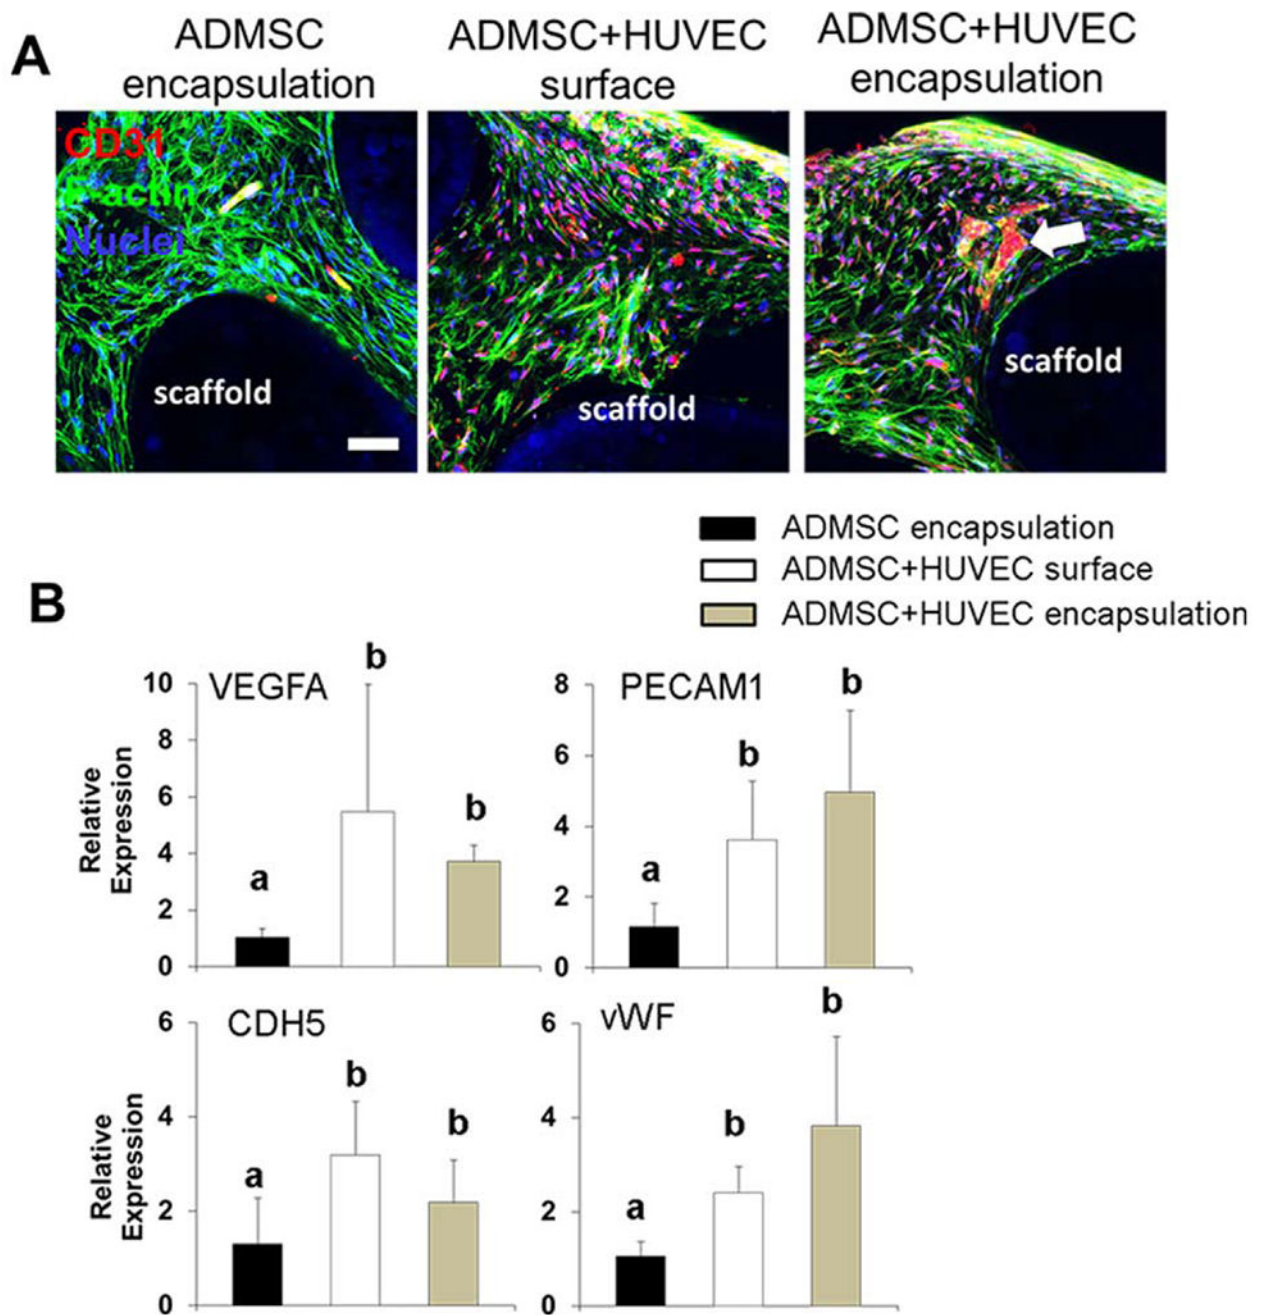 A
ADMSC
encapsulation
ADMSC+HUVEC
surface
ADMSC+HUVEC
encapsulation
CD31
F-actin
Nuclei
scaffold
scaffold
scaffold
ADMSC encapsulation
ADMSC+HUVEC surface
ADMSC+HUVEC encapsulation
B
VEGFA
Relative
Expression
10
8
6
4
2
0
a
b
b
PECAM1
8
6
4
2
0
a
b
b
CDH5
Relative
Expression
6
4
2
0
a
b
b
vWF
6
4
2
0
a
b
b